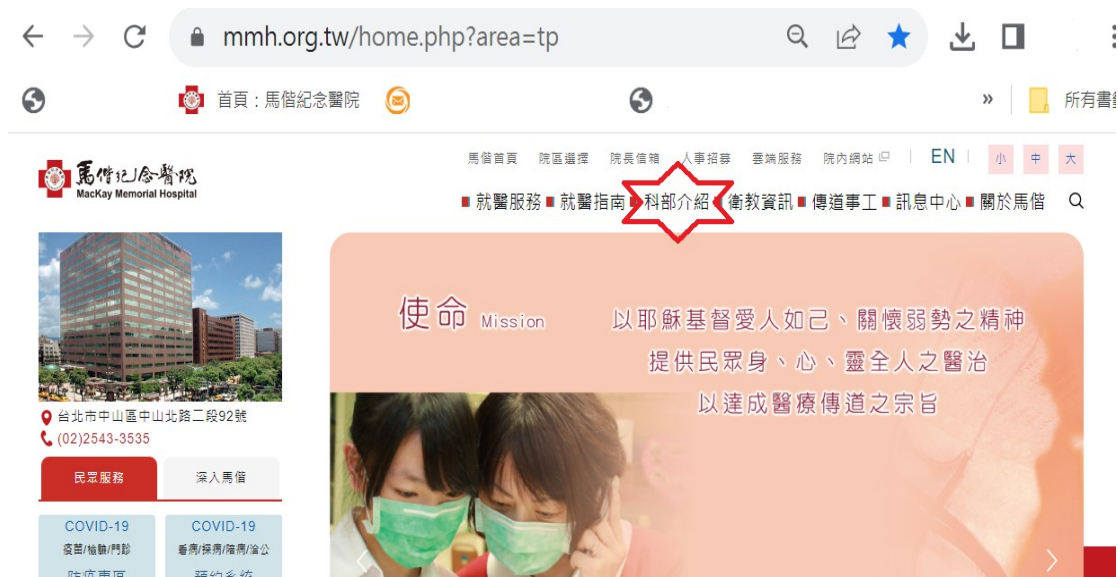 mmh.org.tw/home.php?area=tp
首頁：馬偕紀念醫院
»
所有書
馬偕紀念醫院
MacKay Memorial Hospital
馬偕首頁 院區選擇 院長信箱 人事招募 雲端服務 院內網站 EN 小 中 大
就醫服務 就醫指南 科部介紹 衛教資訊 傳道事工 訊息中心 關於馬偕
使命 Mission
以耶穌基督愛人如己、關懷弱勢之精神
提供民眾身、心、靈全人之醫治
以達成醫療傳道之宗旨
台北市中山區中山北路二段92號
(02)2543-3535
民眾服務 深入馬偕
COVID-19 COVID-19
疫苗/檢驗/門診 看病/探病/陪病/洽公
防疫專區 預約系統